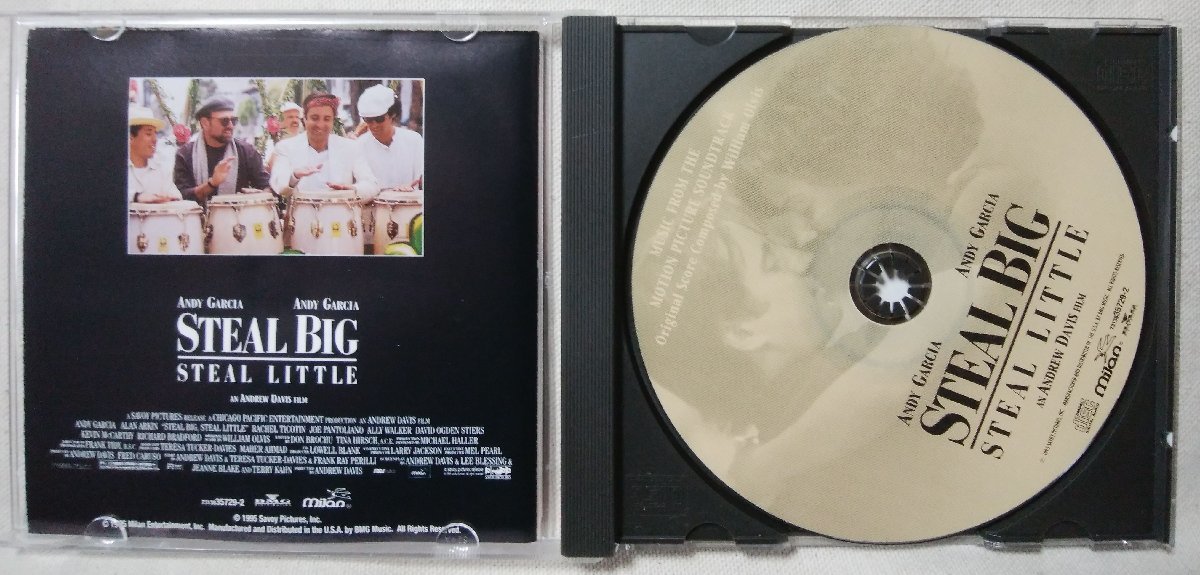 ANDY GARCIA ANDY GARCIA
STEAL BIG
STEAL LITTLE
AN ANDREW DAVIS FILM
A SAVOY PICTURES RELEASE A CHICAGO PACIFIC ENTERTAINMENT PRODUCTION AN ANDREW DAVIS FILM
ANDY GARCIA ALAN ARKIN "STEAL BIG, STEAL LITTLE" RACHEL TICOTIN JOE PANTOLIANO ALLY WALKER DAVID OGDEN STIERS
KEVIN McCARTHY RICHARD BRADFORD WILLIAM OLVIS DON BROCHU TINA HIRSCH, A.C.E. MICHAEL HALLER
FRANK TIDY, B.S.C. TERESA TUCKER-DAVIES MAHER AHMAD LOWELL BLANK LARRY JACKSON MEL PEARL
ANDREW DAVIS FRED CARUSO ANDREW DAVIS & TERESA TUCKER-DAVIES & FRANK RAY PERILLI ANDREW DAVIS & LEE BLESSING &
JEANNE BLAKE AND TERRY KAHN ANDREW DAVIS
73138 35729-2 BMG milan
Milan Entertainment, Inc. Manufactured and Distributed in the U.S.A. by BMG Music. All Rights Reserved.
© 1995 Savoy Pictures, Inc.
MUSIC FROM THE
MOTION PICTURE SOUNDTRACK
Original Score Composed by William Olvis
ANDY GARCIA ANDY GARCIA
STEAL BIG
STEAL LITTLE
AN ANDREW DAVIS FILM
milan
73138 35729-2
BMG